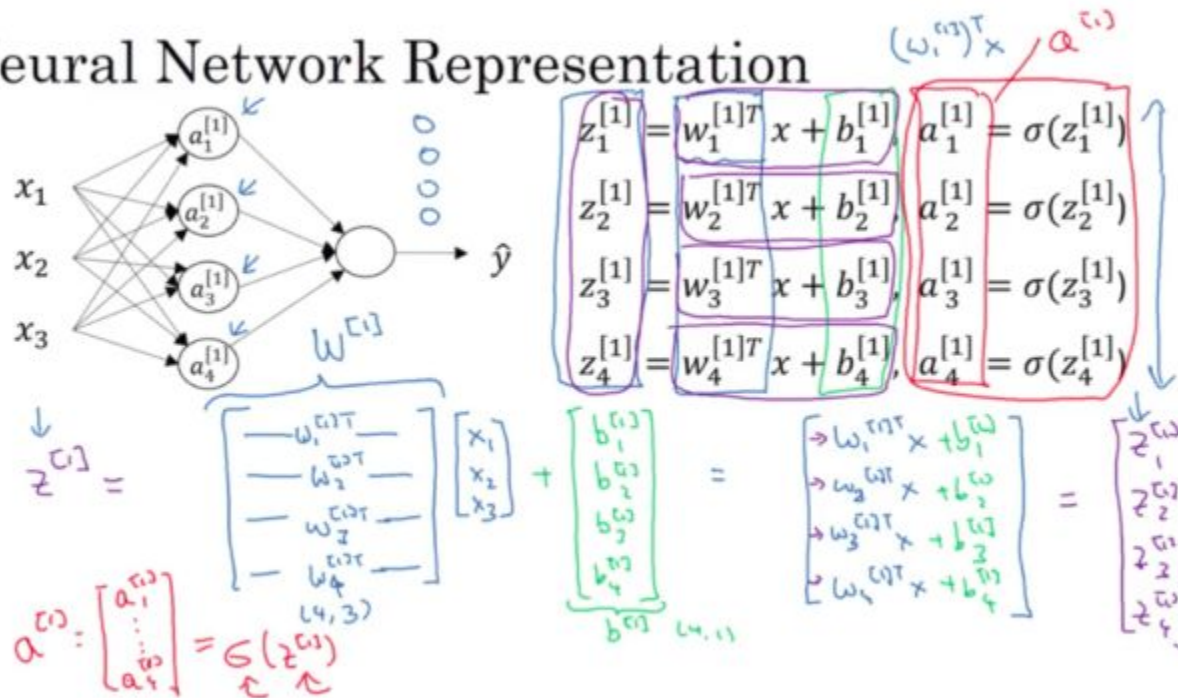 eural Network Representation
(w₁^[1])ᵀ x
a^[1]
x₁
x₂
x₃
a₁^[1]
a₂^[1]
a₃^[1]
a₄^[1]
ŷ
z₁^[1] = w₁^[1]T x + b₁^[1], a₁^[1] = σ(z₁^[1])
z₂^[1] = w₂^[1]T x + b₂^[1], a₂^[1] = σ(z₂^[1])
z₃^[1] = w₃^[1]T x + b₃^[1], a₃^[1] = σ(z₃^[1])
z₄^[1] = w₄^[1]T x + b₄^[1], a₄^[1] = σ(z₄^[1])
W^[1]
z^[1] =
w₁^[1]T
w₂^[1]T
w₃^[1]T
w₄^[1]T
(4,3)
x₁
x₂
x₃
+
b₁^[1]
b₂^[1]
b₃^[1]
b₄^[1]
b^[1] (4,1)
=
→ w₁^[1]T x + b₁^[1]
→ w₂^[1]T x + b₂^[1]
→ w₃^[1]T x + b₃^[1]
→ w₄^[1]T x + b₄^[1]
=
z₁^[1]
z₂^[1]
z₃^[1]
z₄^[1]
a^[1] = [a₁^[1] ⋮ a₄^[1]] = σ(z^[1])